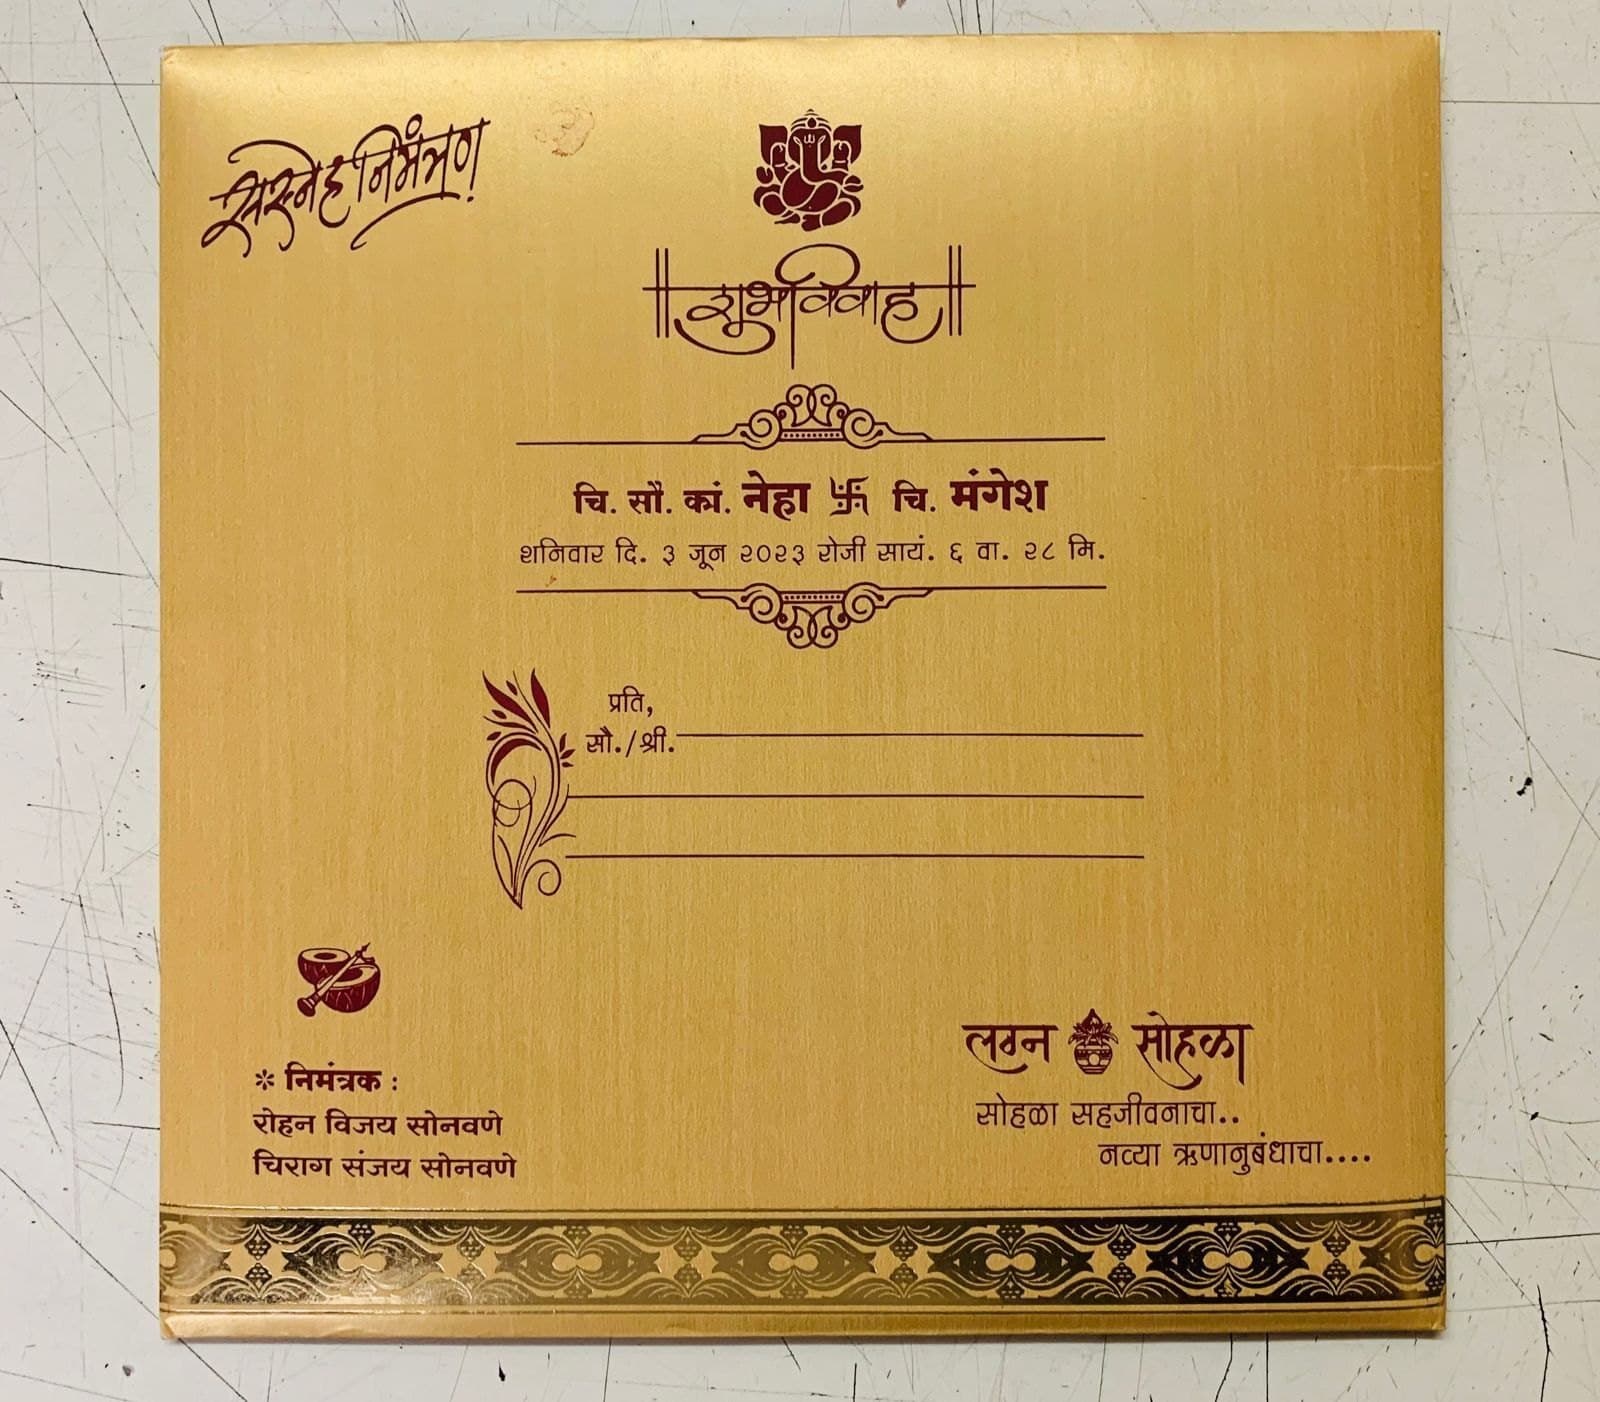 सस्नेह निमंत्रण
॥ शुभविवाह ॥
चि. सौ. कां. नेहा 卐 चि. मंगेश
शनिवार दि. ३ जून २०२३ रोजी सायं. ६ वा. २८ मि.
प्रति,
सौ./श्री.
* निमंत्रक :
रोहन विजय सोनवणे
चिराग संजय सोनवणे
लग्न सोहळा
सोहळा सहजीवनाचा..
नव्या ऋणानुबंधाचा....